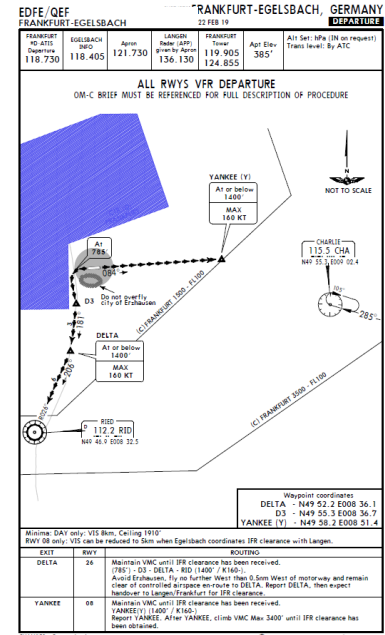 EDFE/QEF
FRANKFURT-EGELSBACH
22 FEB 19
FRANKFURT-EGELSBACH, GERMANY
DEPARTURE
FRANKFURT
*D-ATIS
Departure
118.730
EGELSBACH
INFO
118.405
Apron
121.730
LANGEN
Radar (APP)
given by Apron
136.130
FRANKFURT
Tower
119.905
124.855
Apt Elev
385'
Alt Set: hPa (IN on request)
Trans level: By ATC
ALL RWYS VFR DEPARTURE
OM-C BRIEF MUST BE REFERENCED FOR FULL DESCRIPTION OF PROCEDURE
NOT TO SCALE
YANKEE (Y)
At or below
1400'
MAX
160 KT
CHARLIE
115.5 CHA
N49 55.3 E009 02.4
105°
285°
At
785'
084°
D3
Do not overfly
city of Erzhausen
181°
3
DELTA
At or below
1400'
MAX
160 KT
206°
6
R026
RIED
D 112.2 RID
N49 46.9 E008 32.5
(C) FRANKFURT 1500 - FL100
(C) FRANKFURT 3500 - FL100
Waypoint coordinates
DELTA - N49 52.2 E008 36.1
D3 - N49 55.3 E008 36.7
YANKEE (Y) - N49 58.2 E008 51.4
Minima: DAY only: VIS 8km, Ceiling 1910'
RWY 08 only: VIS can be reduced to 5km when Egelsbach coordinates IFR clearance with Langen.
EXIT RWY ROUTING
DELTA 26 Maintain VMC until IFR clearance has been received.
(785') - D3 - DELTA - RID (1400' / K160-).
Avoid Erzhausen, fly no further West than 0.5nm West of motorway and remain
clear of controlled airspace en-route to DELTA. Report DELTA, then expect
handover to Langen/Frankfurt for IFR clearance.
YANKEE 08 Maintain VMC until IFR clearance has been received.
YANKEE(Y) (1400' / K160-)
Report YANKEE. After YANKEE, climb VMC Max 3400' until IFR clearance has
been obtained.